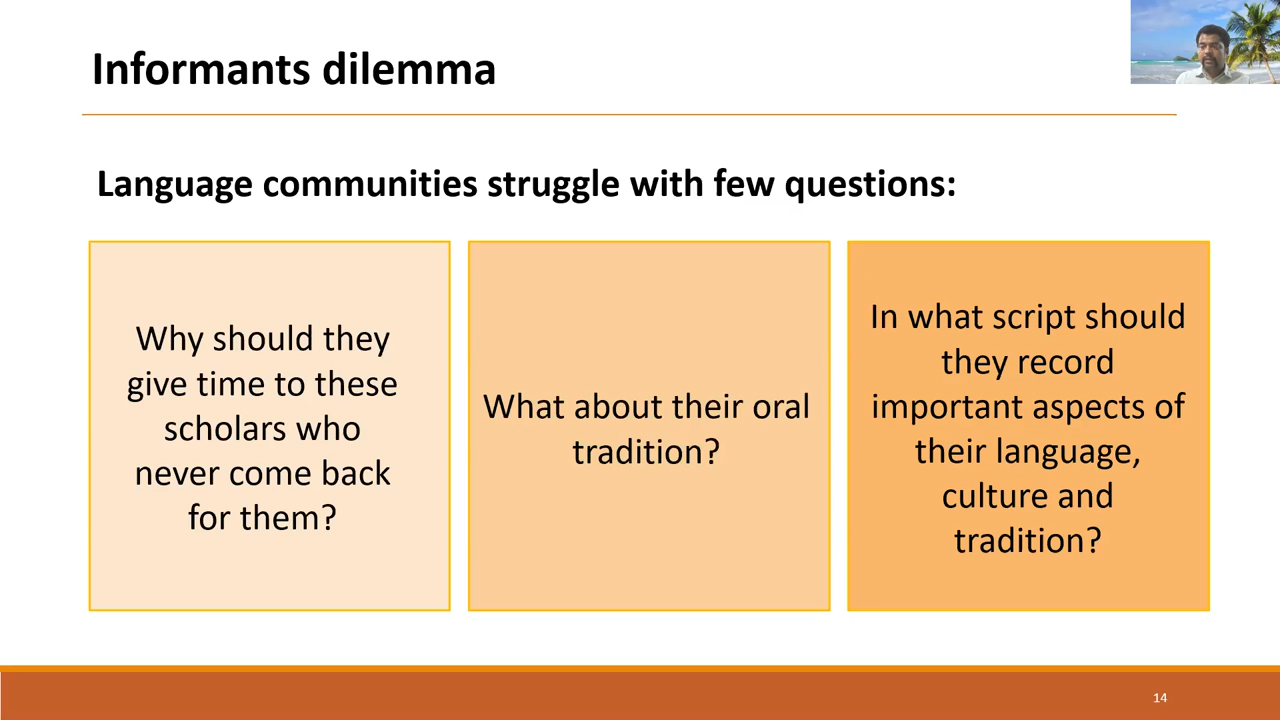 Informants dilemma
Language communities struggle with few questions:
Why should they
give time to these
scholars who
never come back
for them?
What about their oral
tradition?
In what script should
they record
important aspects of
their language,
culture and
tradition?
14